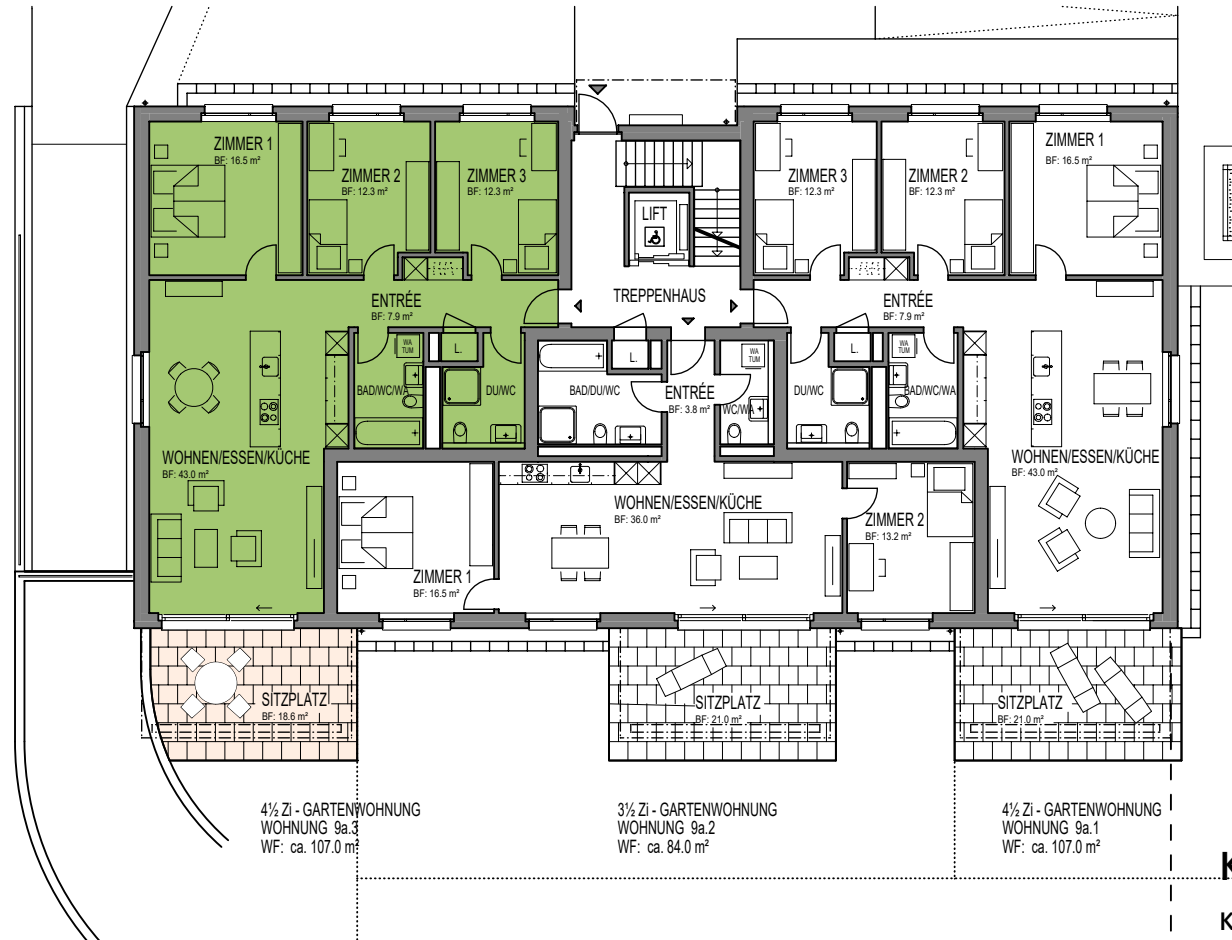 ZIMMER 1
BF: 16.5 m²
ZIMMER 2
BF: 12.3 m²
ZIMMER 3
BF: 12.3 m²
LIFT
ZIMMER 3
BF: 12.3 m²
ZIMMER 2
BF: 12.3 m²
ZIMMER 1
BF: 16.5 m²
ENTRÉE
BF: 7.9 m²
TREPPENHAUS
ENTRÉE
BF: 7.9 m²
WA
TUM
L.
L.
WA
TUM
L.
WA
TUM
BAD/WC/WA
DU/WC
BAD/DU/WC
ENTRÉE
BF: 3.8 m²
WC/WA
DU/WC
BAD/WC/WA
WOHNEN/ESSEN/KÜCHE
BF: 43.0 m²
WOHNEN/ESSEN/KÜCHE
BF: 36.0 m²
WOHNEN/ESSEN/KÜCHE
BF: 43.0 m²
ZIMMER 2
BF: 13.2 m²
ZIMMER 1
BF: 16.5 m²
SITZPLATZ
BF: 18.6 m²
SITZPLATZ
BF: 21.0 m²
SITZPLATZ
BF: 21.0 m²
4½ Zi - GARTENWOHNUNG
WOHNUNG 9a.3
WF: ca. 107.0 m²
3½ Zi - GARTENWOHNUNG
WOHNUNG 9a.2
WF: ca. 84.0 m²
4½ Zi - GARTENWOHNUNG
WOHNUNG 9a.1
WF: ca. 107.0 m²
K
K